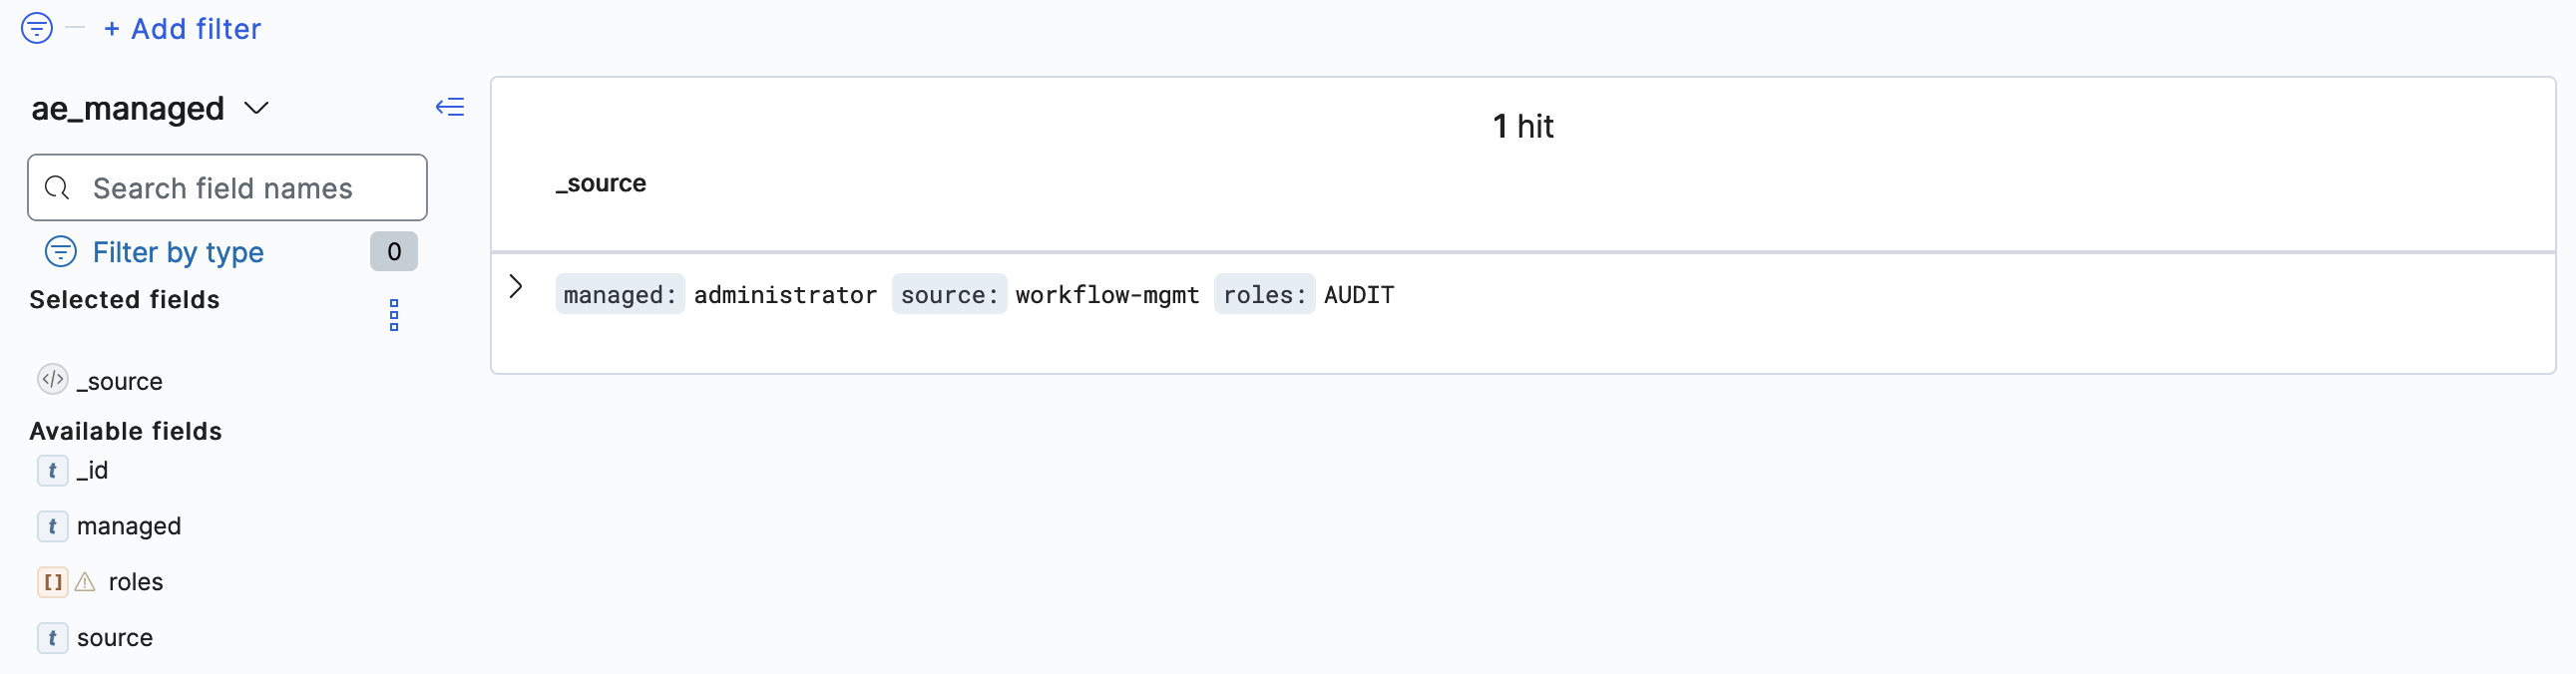 + Add filter
ae_managed
Search field names
Filter by type 0
Selected fields
_source
Available fields
t _id
t managed
[] roles
t source
1 hit
_source
managed: administrator source: workflow-mgmt roles: AUDIT